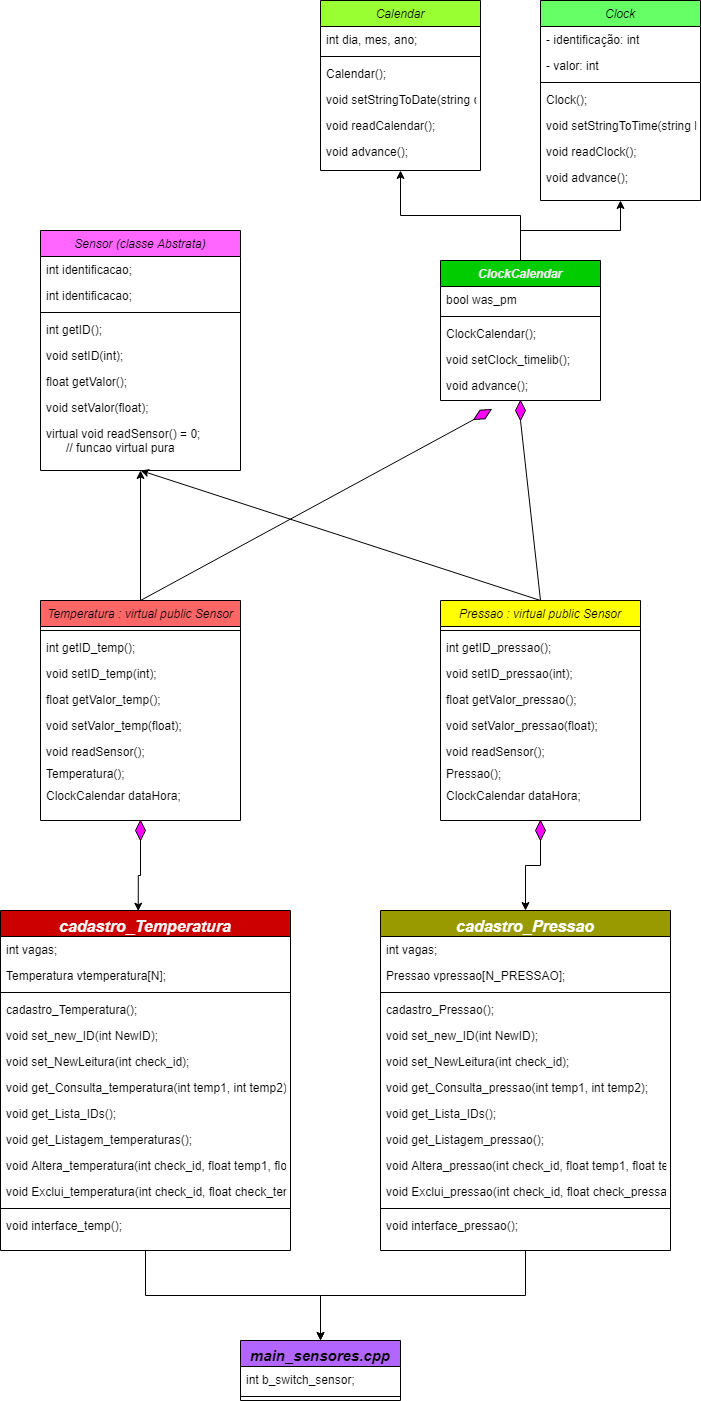 Calendar
int dia, mes, ano;
Calendar();
void setStringToDate(string
void readCalendar();
void advance();
Clock
- identificação: int
- valor: int
Clock();
void setStringToTime(string
void readClock();
void advance();
Sensor (classe Abstrata)
int identificacao;
int identificacao;
int getID();
void setID(int);
float getValor();
void setValor(float);
virtual void readSensor() = 0;
// funcao virtual pura
ClockCalendar
bool was_pm
ClockCalendar();
void setClock_timelib();
void advance();
Temperatura : virtual public Sensor
int getID_temp();
void setID_temp(int);
float getValor_temp();
void setValor_temp(float);
void readSensor();
Temperatura();
ClockCalendar dataHora;
Pressao : virtual public Sensor
int getID_pressao();
void setID_pressao(int);
float getValor_pressao();
void setValor_pressao(float);
void readSensor();
Pressao();
ClockCalendar dataHora;
cadastro_Temperatura
int vagas;
Temperatura vtemperatura[N];
cadastro_Temperatura();
void set_new_ID(int NewID);
void set_NewLeitura(int check_id);
void get_Consulta_temperatura(int temp1, int temp2)
void get_Lista_IDs();
void get_Listagem_temperaturas();
void Altera_temperatura(int check_id, float temp1, flo
void Exclui_temperatura(int check_id, float check_ter
void interface_temp();
cadastro_Pressao
int vagas;
Pressao vpressao[N_PRESSAO];
cadastro_Pressao();
void set_new_ID(int NewID);
void set_NewLeitura(int check_id);
void get_Consulta_pressao(int temp1, int temp2);
void get_Lista_IDs();
void get_Listagem_pressao();
void Altera_pressao(int check_id, float temp1, float te
void Exclui_pressao(int check_id, float check_pressa
void interface_pressao();
main_sensores.cpp
int b_switch_sensor;